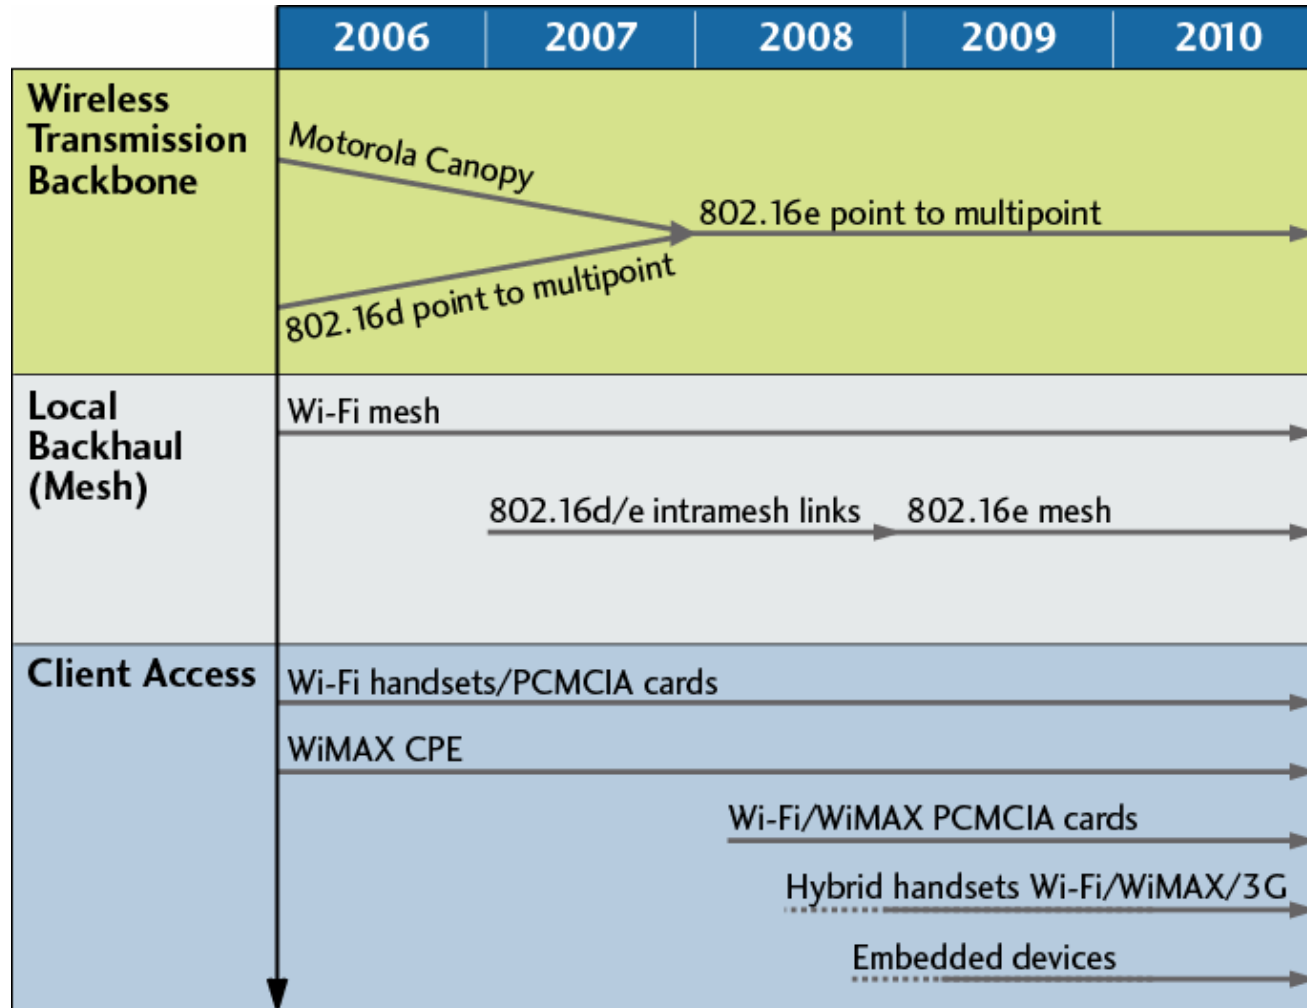 2006 2007 2008 2009 2010
Wireless
Transmission
Backbone
Motorola Canopy
802.16e point to multipoint
802.16d point to multipoint
Local
Backhaul
(Mesh)
Wi-Fi mesh
802.16d/e intramesh links 802.16e mesh
Client Access
Wi-Fi handsets/PCMCIA cards
WiMAX CPE
Wi-Fi/WiMAX PCMCIA cards
Hybrid handsets Wi-Fi/WiMAX/3G
Embedded devices